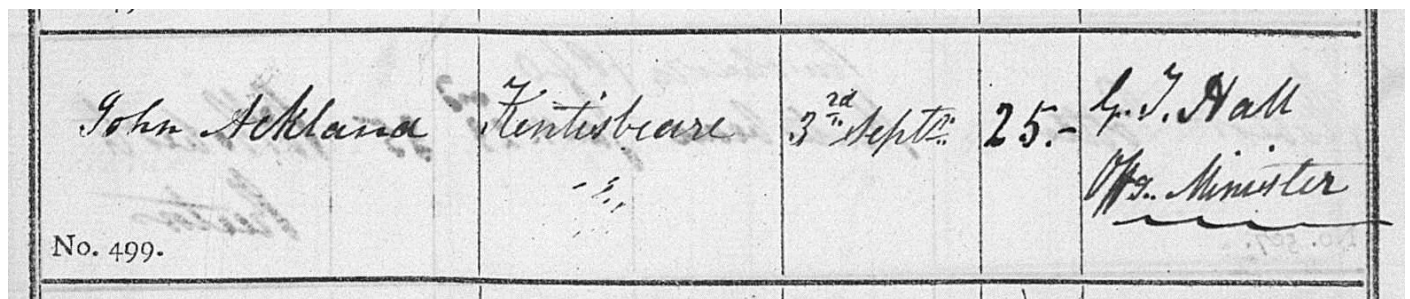 John Ackland
Kentisbeare
3rd Septr.
25.-
G. T. Hall
Offg. Minister
No. 499.